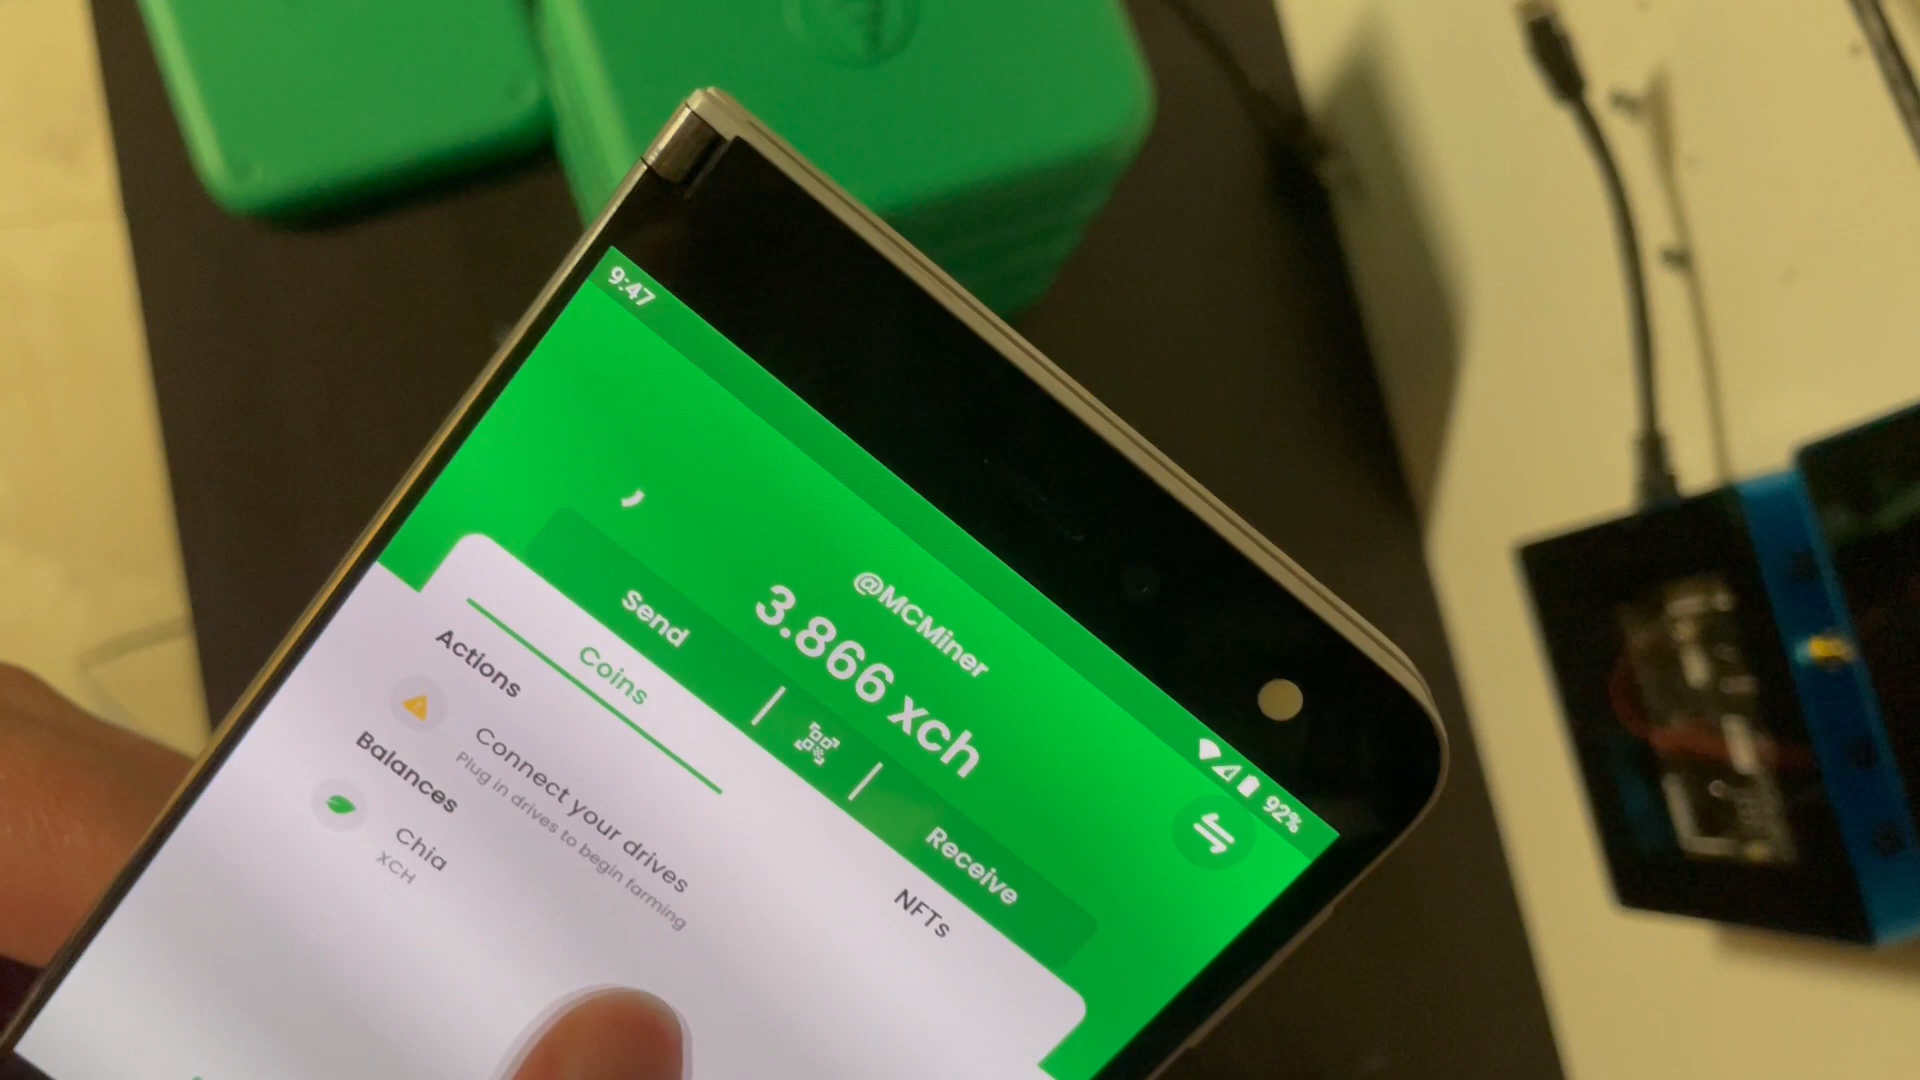 9:47
92%
@MCMiner
3.866 xch
Send
Receive
Coins
NFTs
Actions
Connect your drives
Plug in drives to begin farming
Balances
Chia
XCH